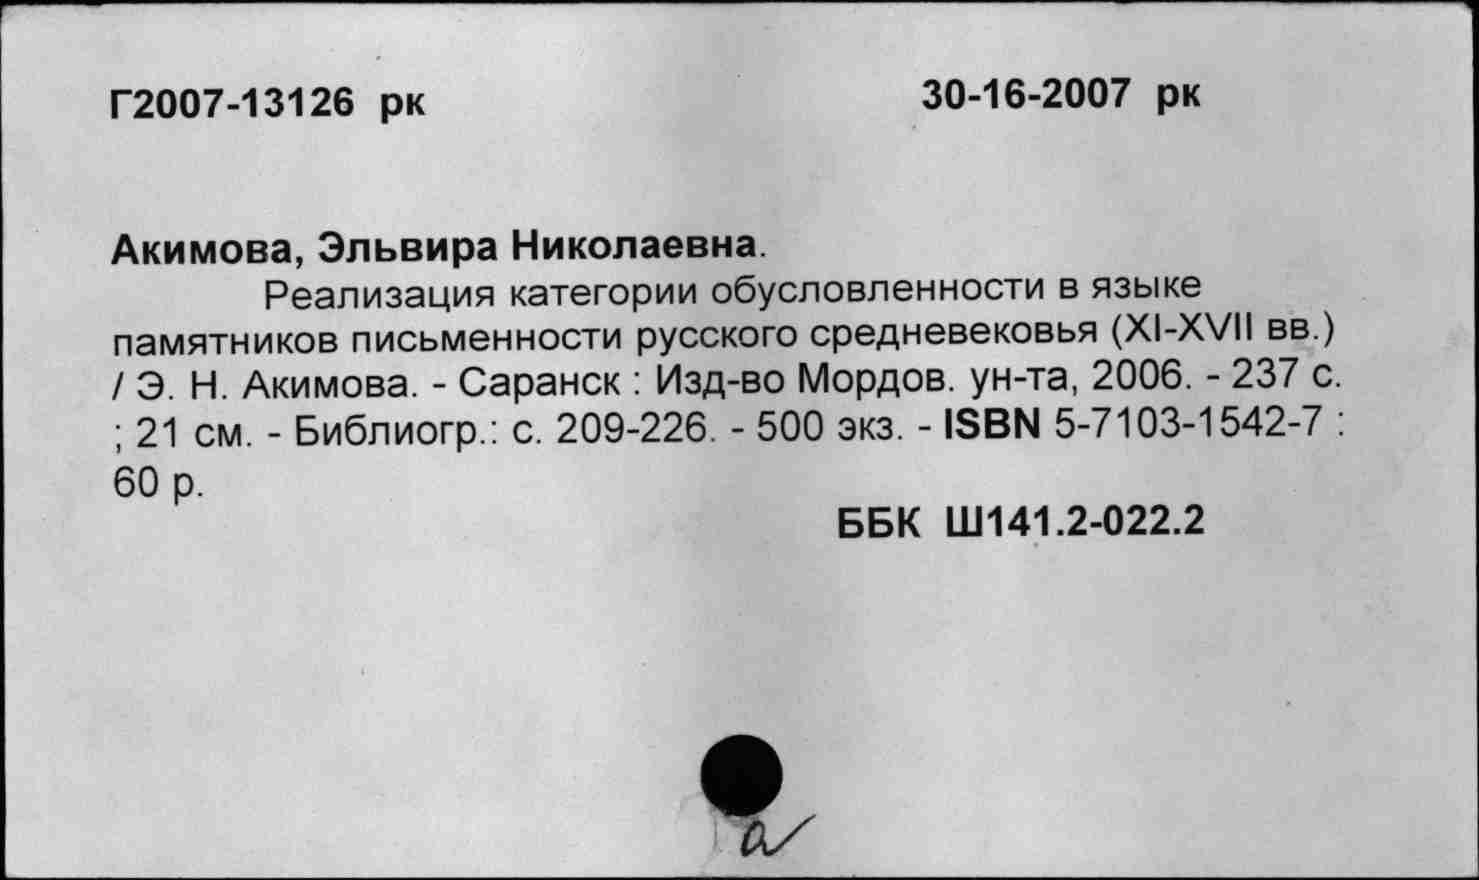 Г2007-13126 рк
30-16-2007 рк
Акимова, Эльвира Николаевна.
Реализация категории обусловленности в языке
памятников письменности русского средневековья (XI-XVII вв.)
/ Э. Н. Акимова. - Саранск : Изд-во Мордов. ун-та, 2006. - 237 с.
; 21 см. - Библиогр.: с. 209-226. - 500 экз. - ISBN 5-7103-1542-7 :
60 р.
ББК Ш141.2-022.2